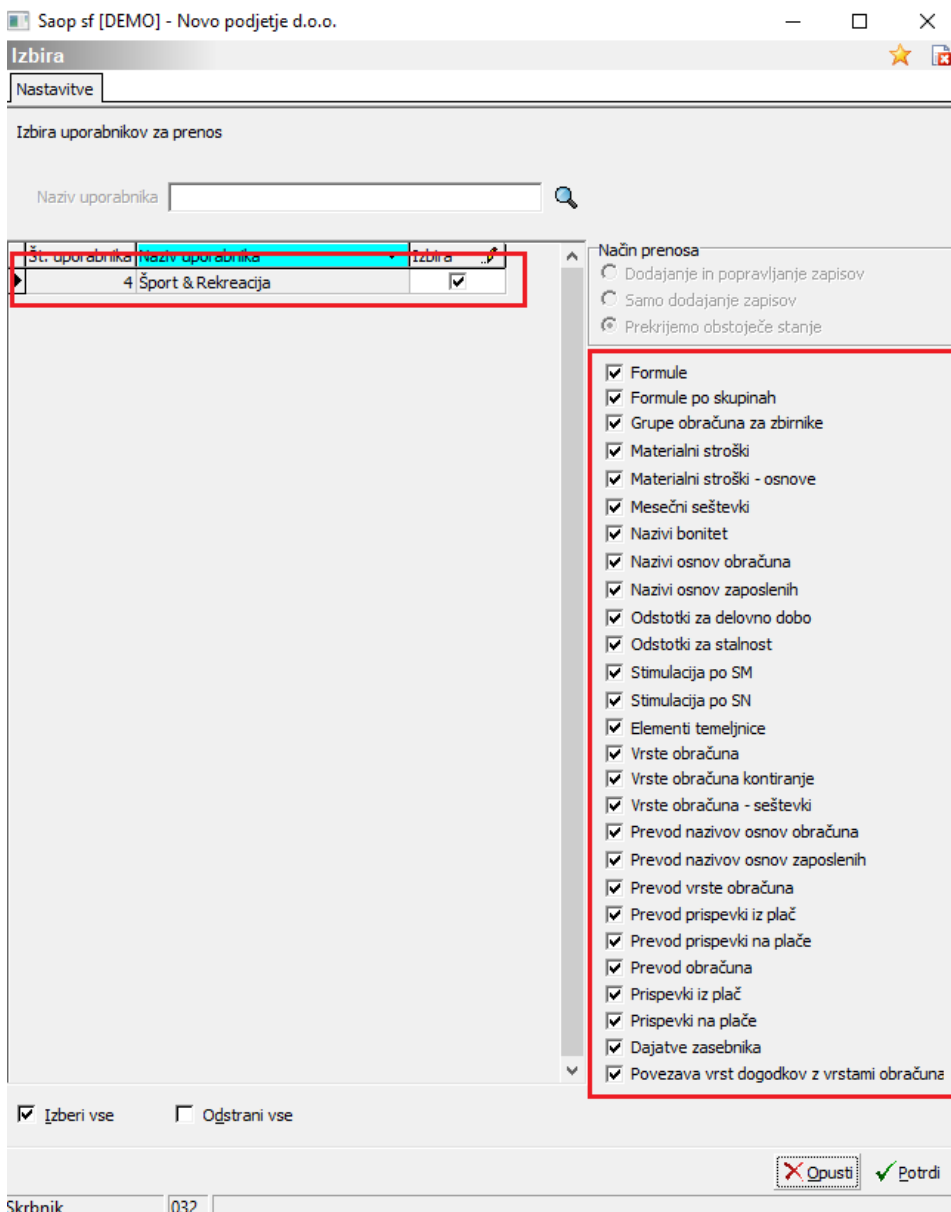 Saop sf [DEMO] - Novo podjetje d.o.o.
Izbira
Nastavitve
Izbira uporabnikov za prenos
Naziv uporabnika
Št. uporabnika Naziv uporabnika Izbira
4 Šport & Rekreacija
Način prenosa
Dodajanje in popravljanje zapisov
Samo dodajanje zapisov
Prekrijemo obstoječe stanje
Formule
Formule po skupinah
Grupe obračuna za zbirnike
Materialni stroški
Materialni stroški - osnove
Mesečni seštevki
Nazivi bonitet
Nazivi osnov obračuna
Nazivi osnov zaposlenih
Odstotki za delovno dobo
Odstotki za stalnost
Stimulacija po SM
Stimulacija po SN
Elementi temeljnice
Vrste obračuna
Vrste obračuna kontiranje
Vrste obračuna - seštevki
Prevod nazivov osnov obračuna
Prevod nazivov osnov zaposlenih
Prevod vrste obračuna
Prevod prispevki iz plač
Prevod prispevki na plače
Prevod obračuna
Prispevki iz plač
Prispevki na plače
Dajatve zasebnika
Povezava vrst dogodkov z vrstami obračuna
Izberi vse Odstrani vse
Opusti Potrdi
Skrbnik 032